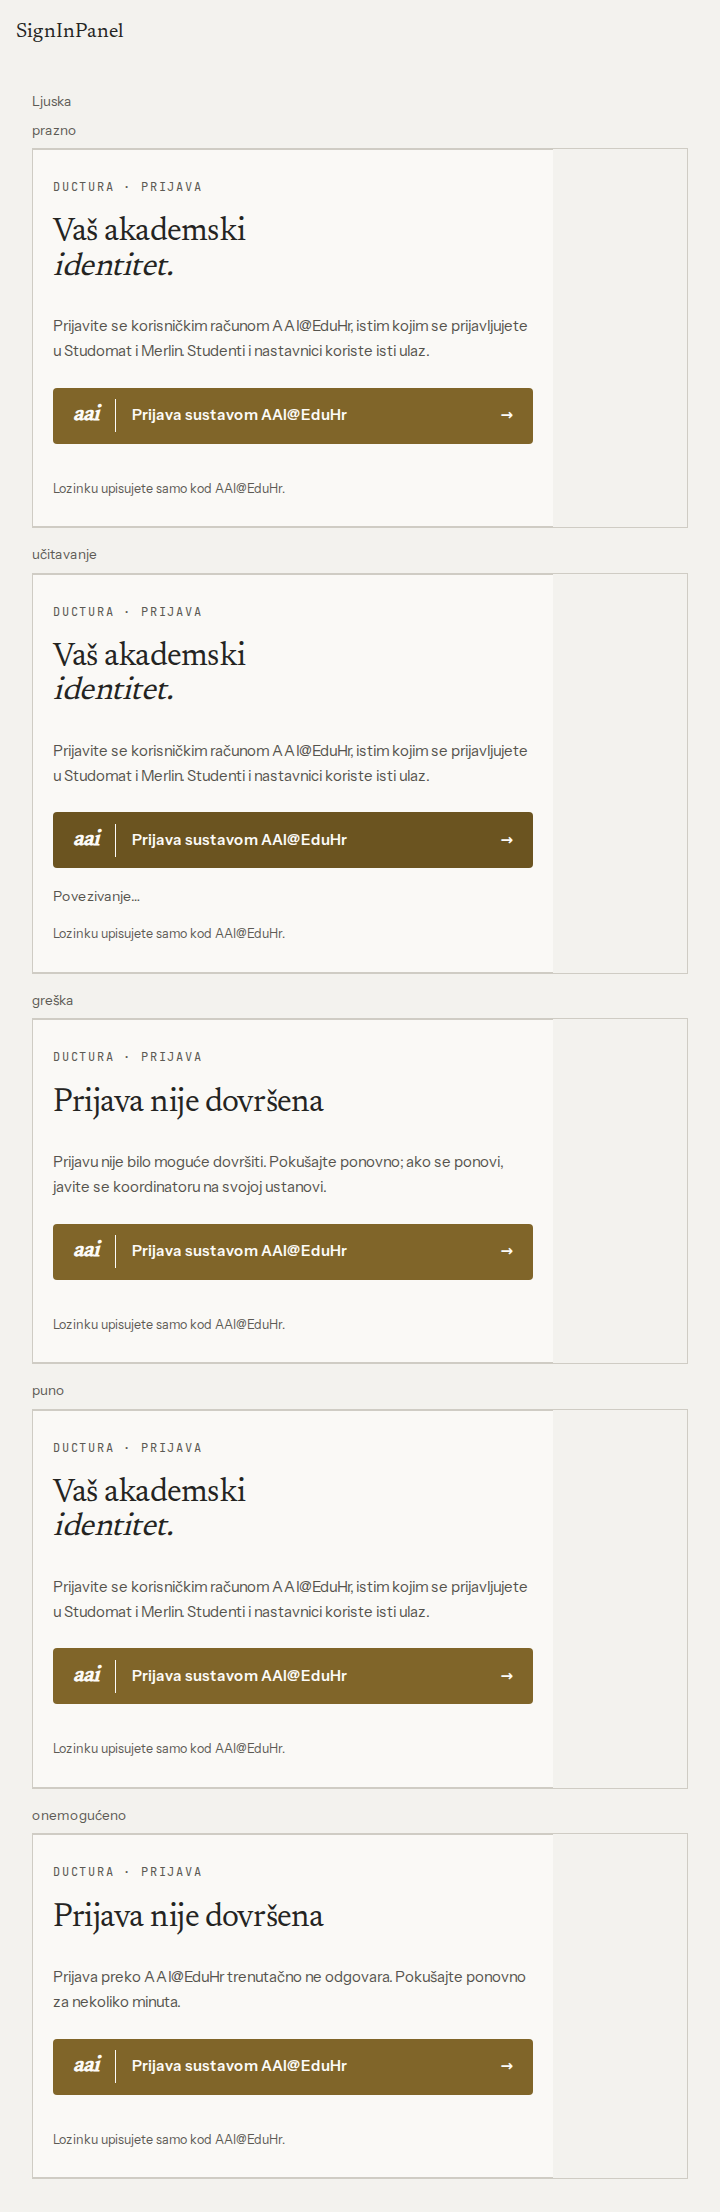 SignInPanel
Ljuska
prazno
DUCTURA · PRIJAVA
Vaš akademski
identitet.
Prijavite se korisničkim računom AAI@EduHr, istim kojim se prijavljujete
u Studomat i Merlin. Studenti i nastavnici koriste isti ulaz.
aai Prijava sustavom AAI@EduHr →
Lozinku upisujete samo kod AAI@EduHr.
učitavanje
DUCTURA · PRIJAVA
Vaš akademski
identitet.
Prijavite se korisničkim računom AAI@EduHr, istim kojim se prijavljujete
u Studomat i Merlin. Studenti i nastavnici koriste isti ulaz.
aai Prijava sustavom AAI@EduHr →
Povezivanje…
Lozinku upisujete samo kod AAI@EduHr.
greška
DUCTURA · PRIJAVA
Prijava nije dovršena
Prijavu nije bilo moguće dovršiti. Pokušajte ponovno; ako se ponovi,
javite se koordinatoru na svojoj ustanovi.
aai Prijava sustavom AAI@EduHr →
Lozinku upisujete samo kod AAI@EduHr.
puno
DUCTURA · PRIJAVA
Vaš akademski
identitet.
Prijavite se korisničkim računom AAI@EduHr, istim kojim se prijavljujete
u Studomat i Merlin. Studenti i nastavnici koriste isti ulaz.
aai Prijava sustavom AAI@EduHr →
Lozinku upisujete samo kod AAI@EduHr.
onemogućeno
DUCTURA · PRIJAVA
Prijava nije dovršena
Prijava preko AAI@EduHr trenutačno ne odgovara. Pokušajte ponovno
za nekoliko minuta.
aai Prijava sustavom AAI@EduHr →
Lozinku upisujete samo kod AAI@EduHr.